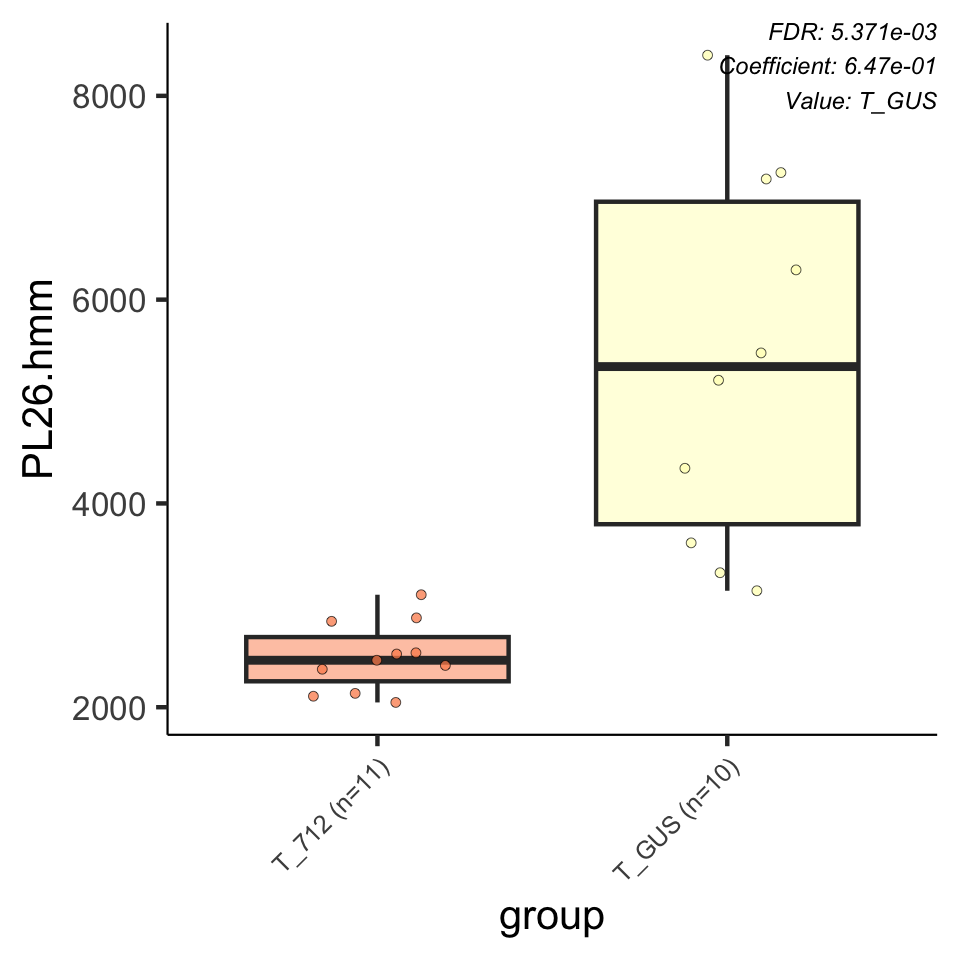 FDR: 5.371e-03
Coefficient: 6.47e-01
Value: T_GUS
8000
6000
4000
2000
PL26.hmm
T_712 (n=11)
T_GUS (n=10)
group